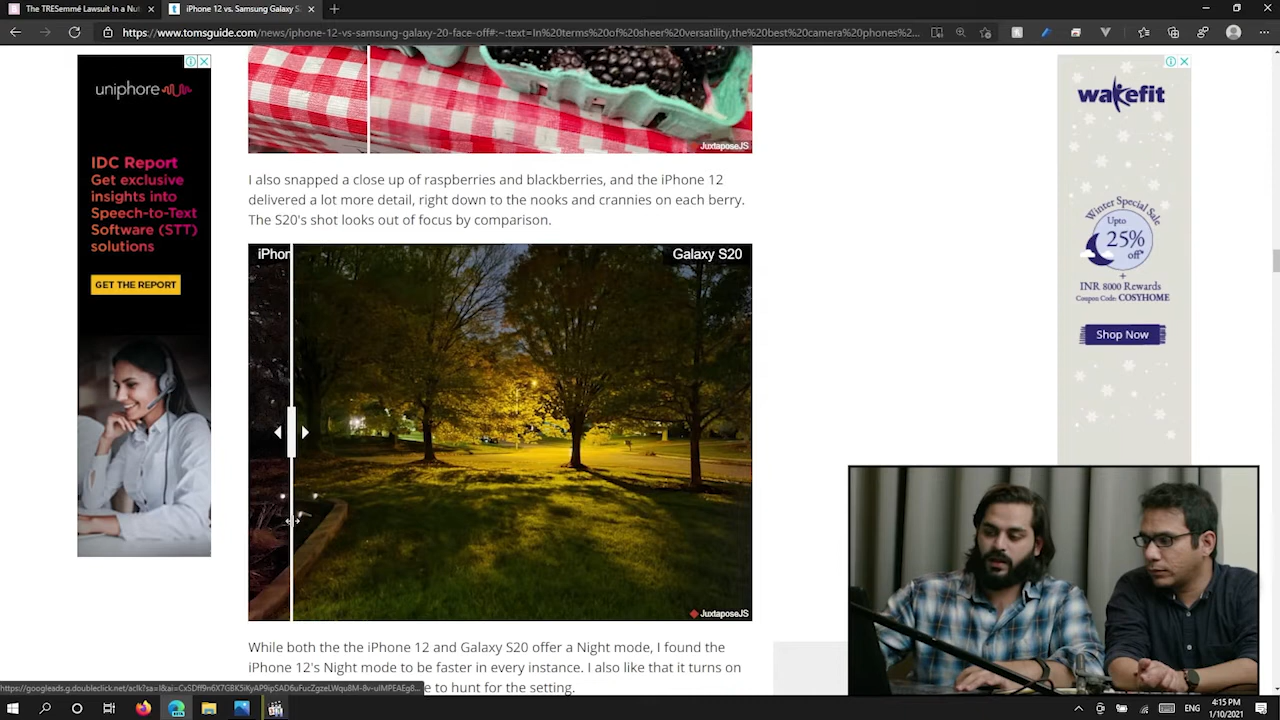 The TRESemmé Lawsuit In a Nu
iPhone 12 vs. Samsung Galaxy S
https://www.tomsguide.com/news/iphone-12-vs-samsung-galaxy-20-face-off#:~:text=In%20terms%20of%20sheer%20versatility,the%20best%20camera%20phones%2...
uniphore
IDC Report
Get exclusive
insights into
Speech-to-Text
Software (STT)
solutions
GET THE REPORT
JuxtaposeJS
I also snapped a close up of raspberries and blackberries, and the iPhone 12
delivered a lot more detail, right down to the nooks and crannies on each berry.
The S20's shot looks out of focus by comparison.
iPhon
Galaxy S20
JuxtaposeJS
While both the the iPhone 12 and Galaxy S20 offer a Night mode, I found the
iPhone 12's Night mode to be faster in every instance. I also like that it turns on
e to hunt for the setting.
wakefit
Winter Special Sale
Upto
25%
off*
+
INR 8000 Rewards
Coupon Code: COSYHOME
Shop Now
ENG
4:15 PM
1/10/2021